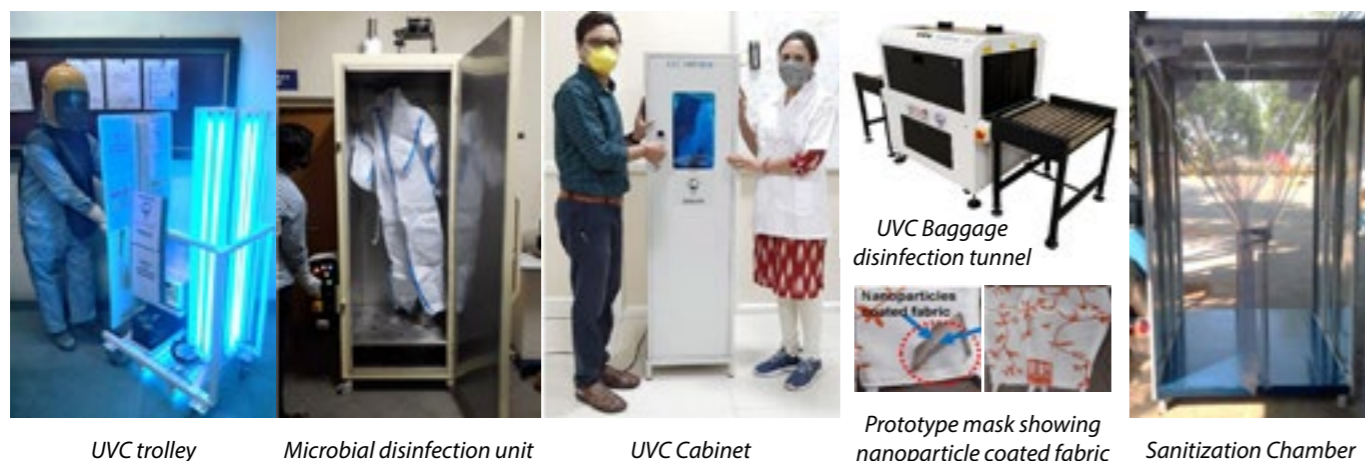 UVC Baggage
disinfection tunnel
Nanoparticles
coated fabric
UVC trolley
Microbial disinfection unit
UVC Cabinet
Prototype mask showing
nanoparticle coated fabric
Sanitization Chamber